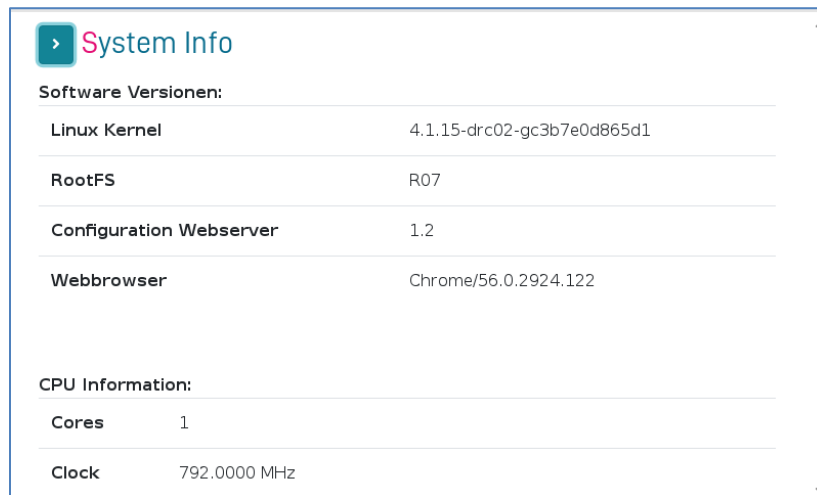 System Info
Software Versionen:
Linux Kernel 4.1.15-drc02-gc3b7e0d865d1
RootFS R07
Configuration Webserver 1.2
Webbrowser Chrome/56.0.2924.122
CPU Information:
Cores 1
Clock 792.0000 MHz